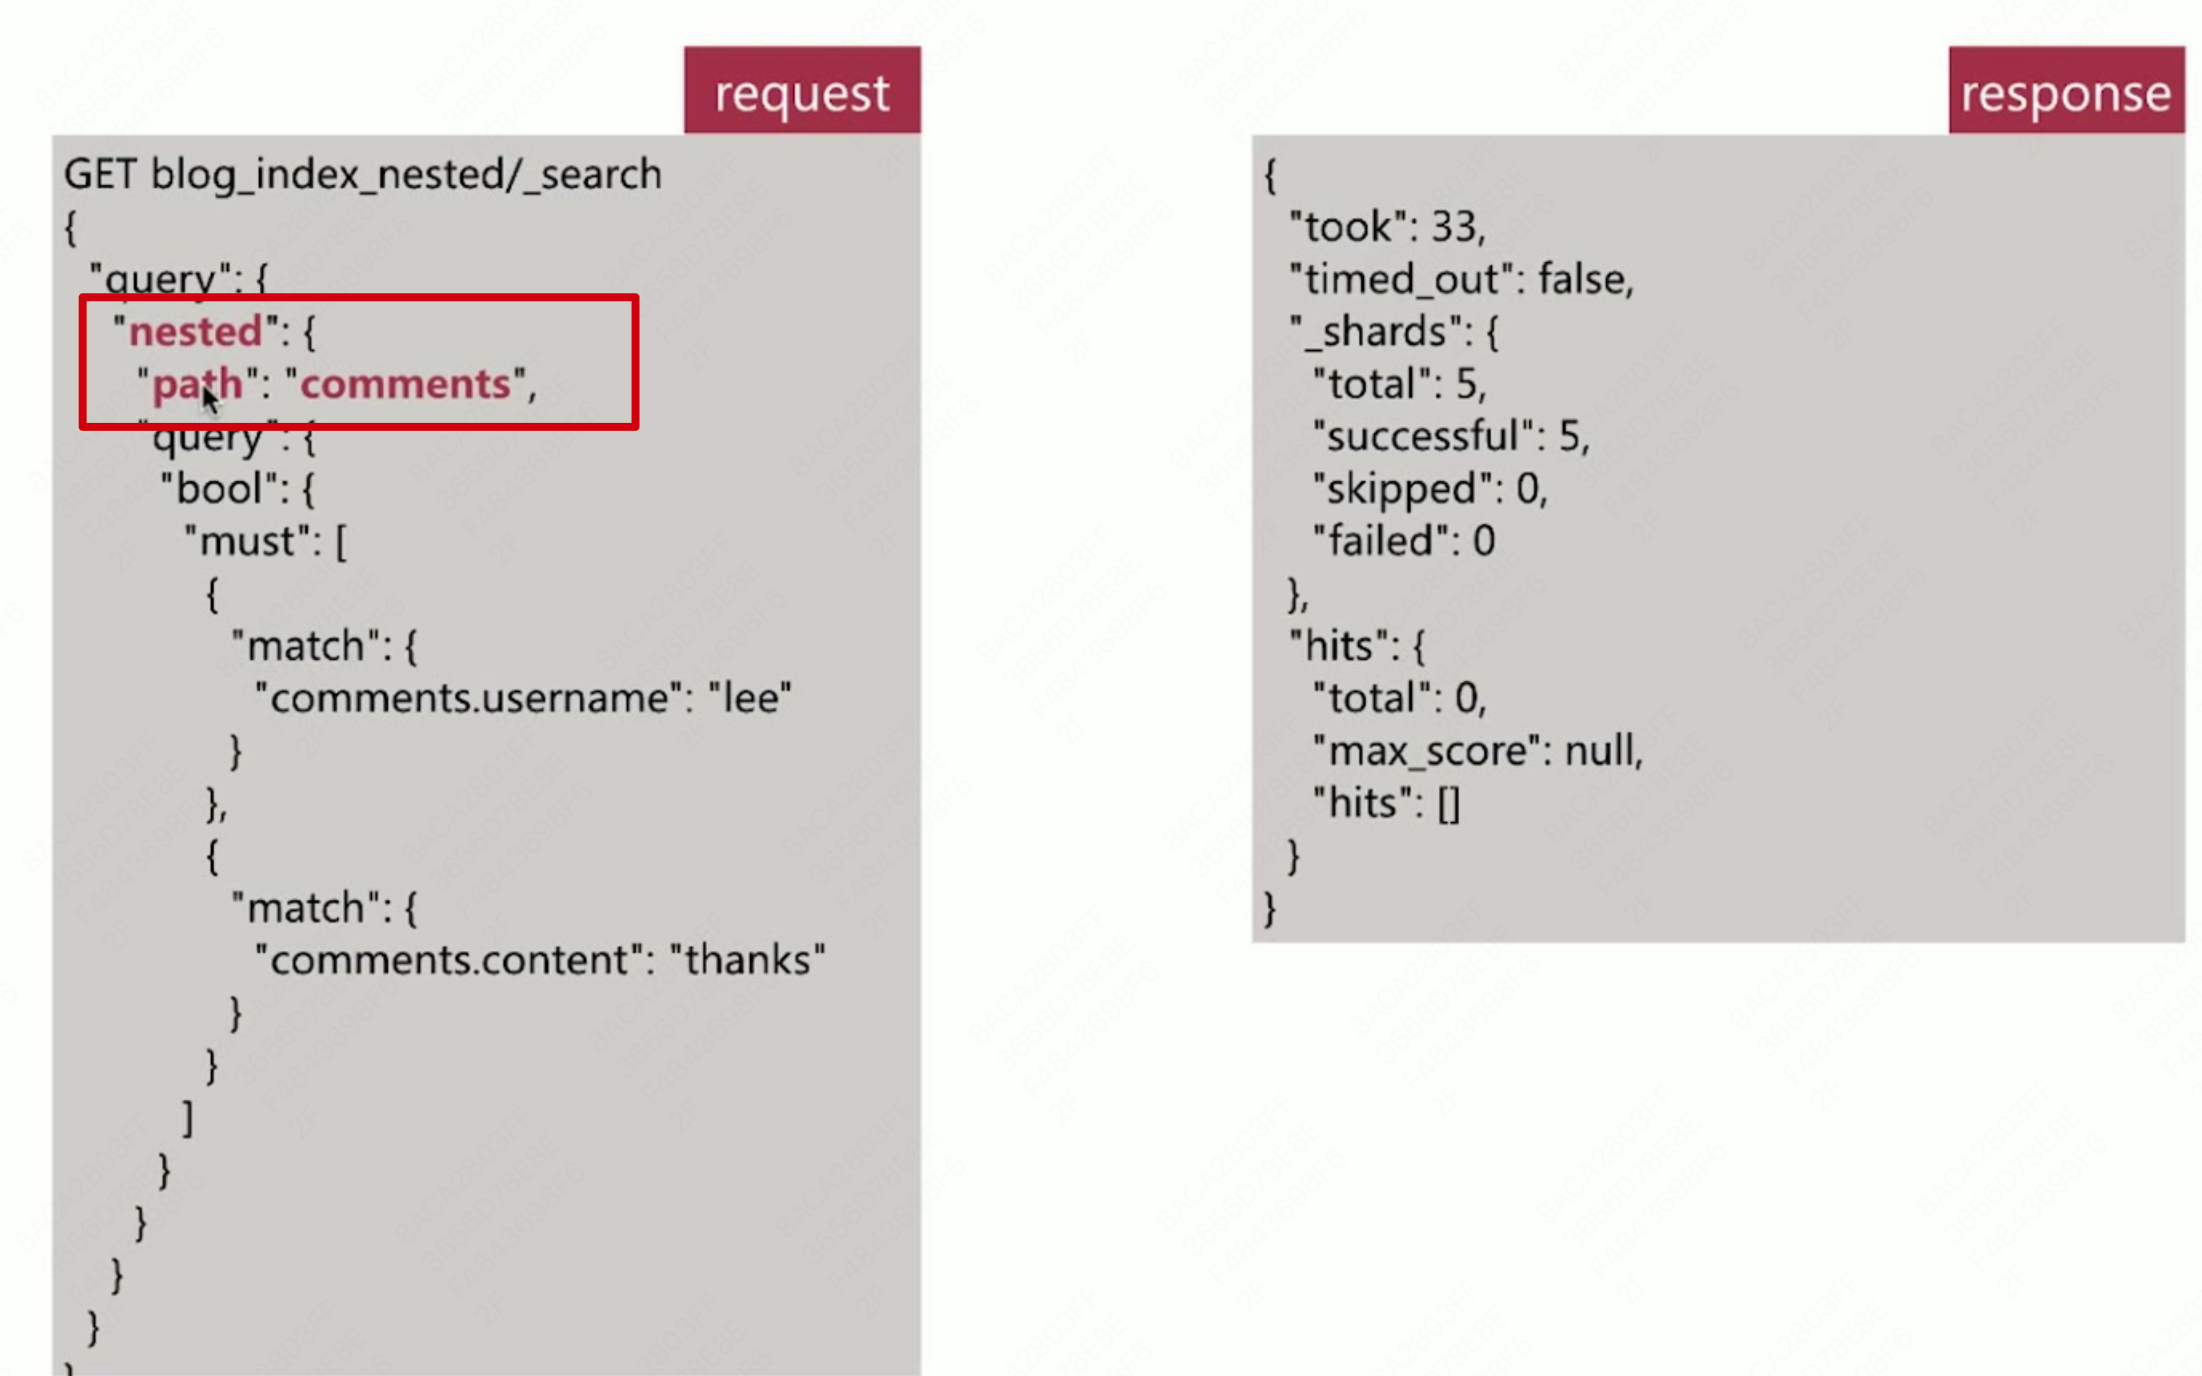 request
GET blog_index_nested/_search
{
"query": {
"nested": {
"path": "comments",
"query": {
"bool": {
"must": [
{
"match": {
"comments.username": "lee"
}
},
{
"match": {
"comments.content": "thanks"
}
}
]
}
}
}
}
}
response
{
"took": 33,
"timed_out": false,
"_shards": {
"total": 5,
"successful": 5,
"skipped": 0,
"failed": 0
},
"hits": {
"total": 0,
"max_score": null,
"hits": []
}
}